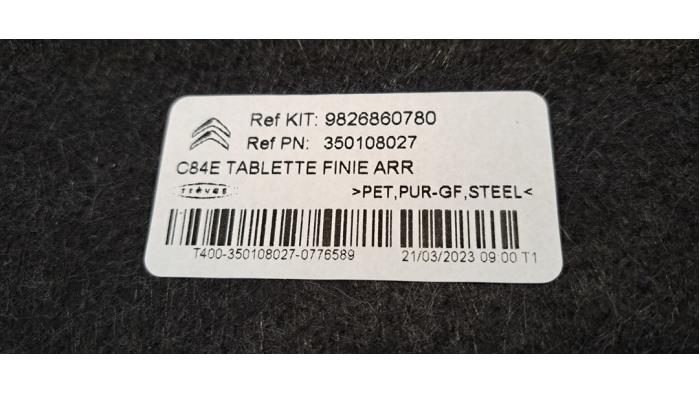 Ref KIT: 9826860780
Ref PN: 350108027
C84E TABLETTE FINIE ARR
TREVES >PET,PUR-GF,STEEL<
T400-350108027-0776589 21/03/2023 09:00 T1